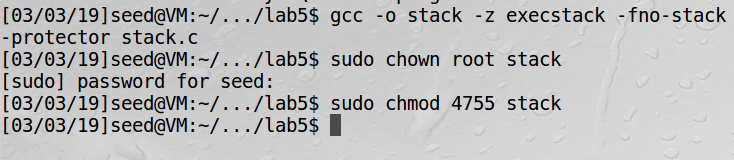 [03/03/19]seed@VM:~/.../lab5$ gcc -o stack -z execstack -fno-stack
-protector stack.c
[03/03/19]seed@VM:~/.../lab5$ sudo chown root stack
[sudo] password for seed:
[03/03/19]seed@VM:~/.../lab5$ sudo chmod 4755 stack
[03/03/19]seed@VM:~/.../lab5$